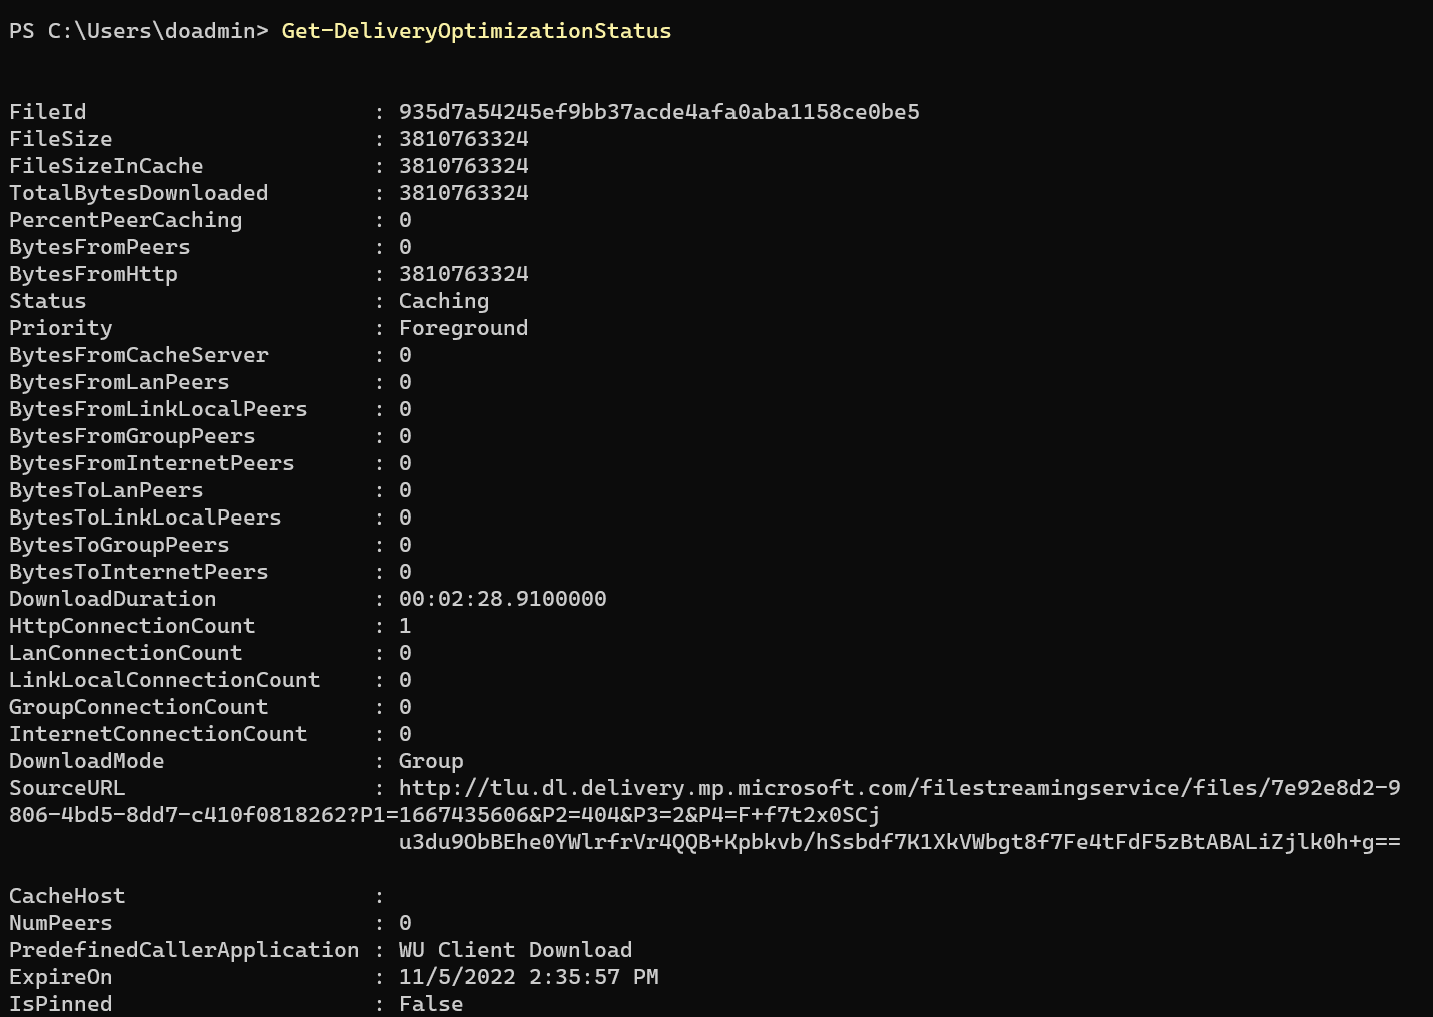 PS C:\Users\doadmin> Get-DeliveryOptimizationStatus
FileId : 935d7a54245ef9bb37acde4afa0aba1158ce0be5
FileSize : 3810763324
FileSizeInCache : 3810763324
TotalBytesDownloaded : 3810763324
PercentPeerCaching : 0
BytesFromPeers : 0
BytesFromHttp : 3810763324
Status : Caching
Priority : Foreground
BytesFromCacheServer : 0
BytesFromLanPeers : 0
BytesFromLinkLocalPeers : 0
BytesFromGroupPeers : 0
BytesFromInternetPeers : 0
BytesToLanPeers : 0
BytesToLinkLocalPeers : 0
BytesToGroupPeers : 0
BytesToInternetPeers : 0
DownloadDuration : 00:02:28.9100000
HttpConnectionCount : 1
LanConnectionCount : 0
LinkLocalConnectionCount : 0
GroupConnectionCount : 0
InternetConnectionCount : 0
DownloadMode : Group
SourceURL : http://tlu.dl.delivery.mp.microsoft.com/filestreamingservice/files/7e92e8d2-9
806-4bd5-8dd7-c410f0818262?P1=1667435606&P2=404&P3=2&P4=F+f7t2x0SCj
u3du9ObBEhe0YWlrfrVr4QQB+Kpbkvb/hSsbdf7K1XkVWbgt8f7Fe4tFdF5zBtABALiZjlk0h+g==
CacheHost :
NumPeers : 0
PredefinedCallerApplication : WU Client Download
ExpireOn : 11/5/2022 2:35:57 PM
IsPinned : False